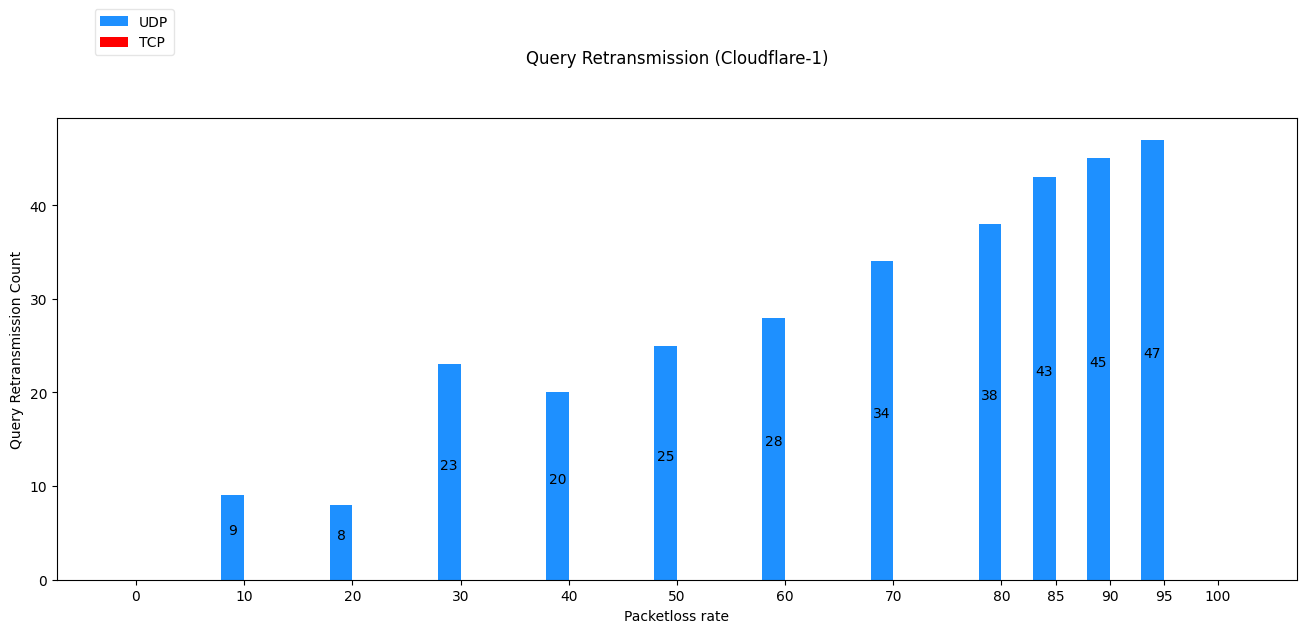 UDP
TCP
Query Retransmission (Cloudflare-1)
Query Retransmission Count
40
30
20
10
0
9
8
23
20
25
28
34
38
43
45
47
0 10 20 30 40 50 60 70 80 85 90 95 100
Packetloss rate